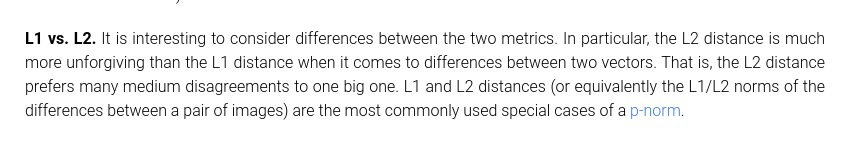 L1 vs. L2. It is interesting to consider differences between the two metrics. In particular, the L2 distance is much
more unforgiving than the L1 distance when it comes to differences between two vectors. That is, the L2 distance
prefers many medium disagreements to one big one. L1 and L2 distances (or equivalently the L1/L2 norms of the
differences between a pair of images) are the most commonly used special cases of a p-norm.